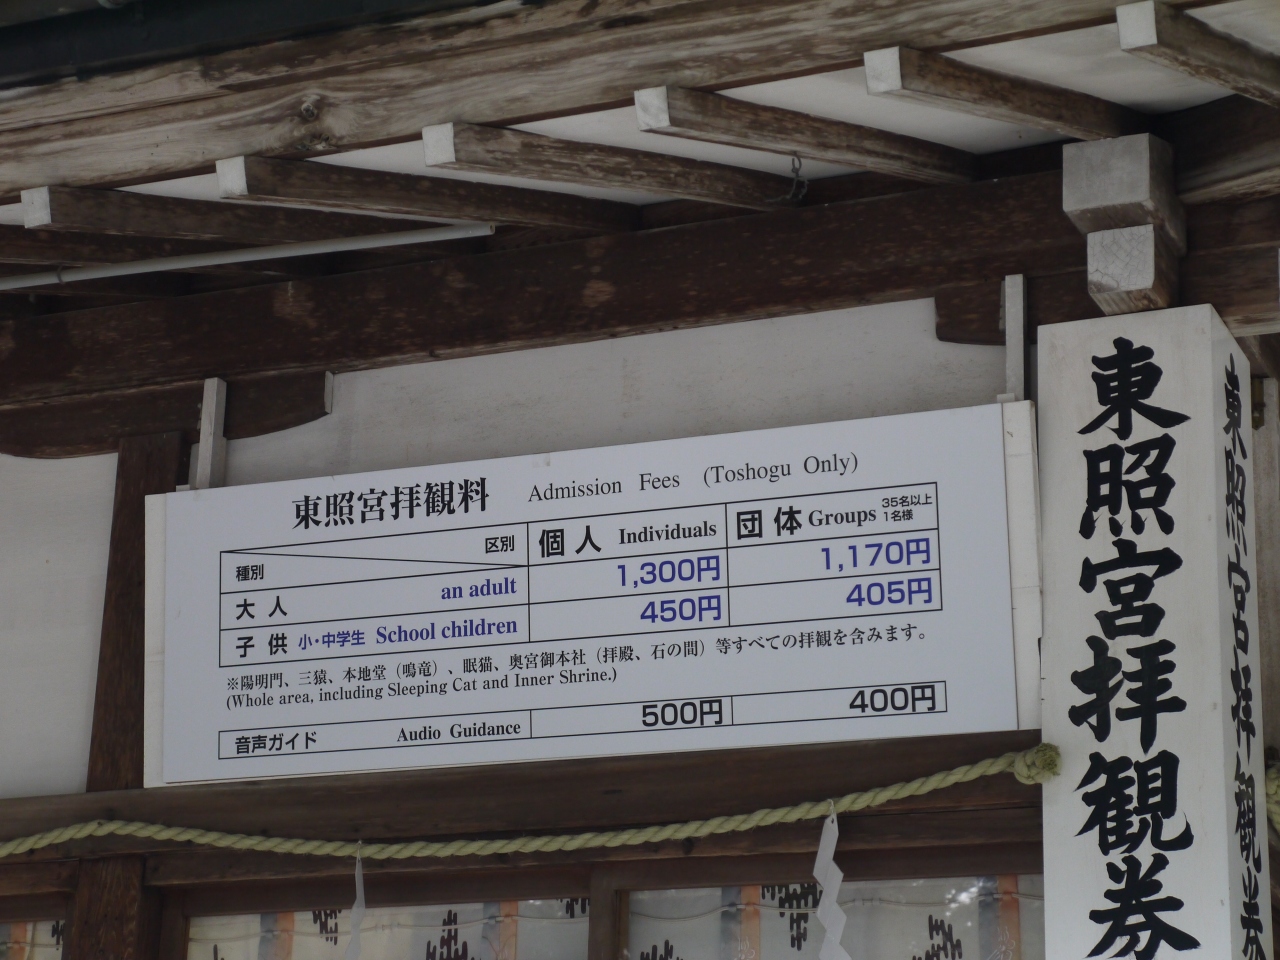 東照宮拝観料 Admission Fees (Toshogu Only)
区別 種別 個人 Individuals 団体 Groups 35名以上 1名様
大人 an adult 1,300円 1,170円
子供 小・中学生 School children 450円 405円
※陽明門、三猿、本地堂（鳴竜）、眠猫、奥宮御本社（拝殿、石の間）等すべての拝観を含みます。
(Whole area, including Sleeping Cat and Inner Shrine.)
音声ガイド Audio Guidance 500円 400円
東照宮拝観券
東照宮拝観券